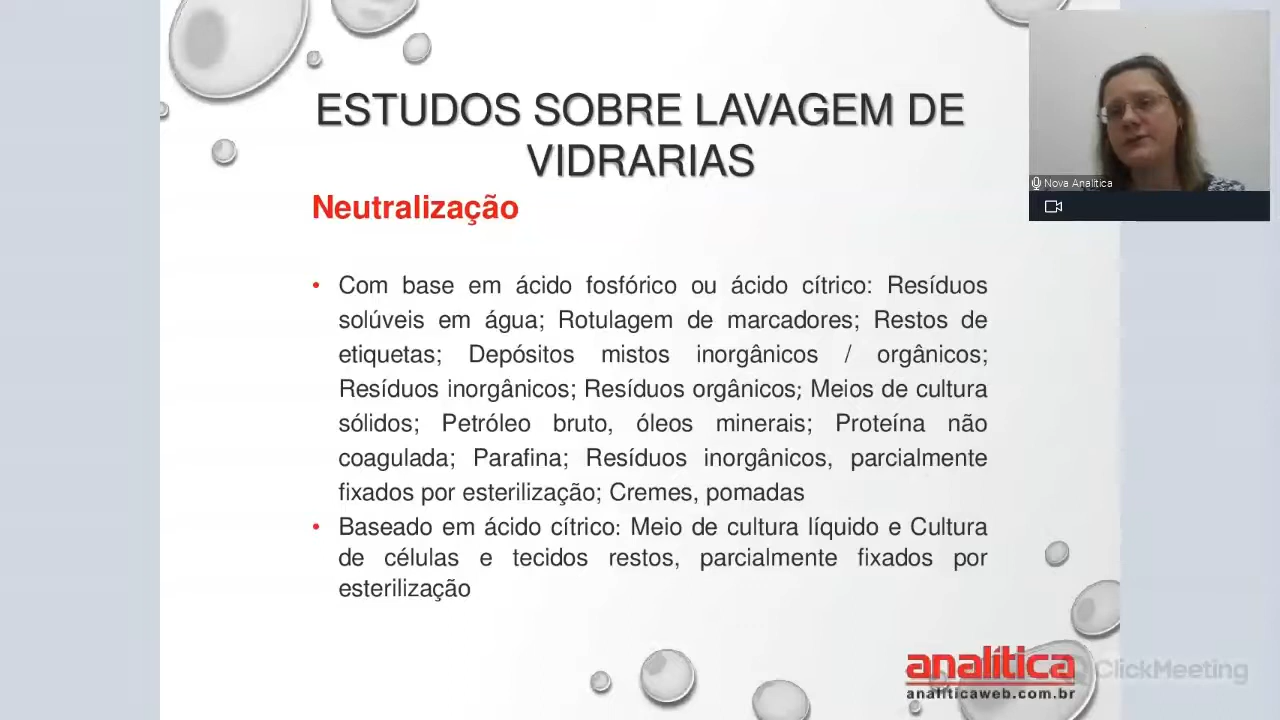 ESTUDOS SOBRE LAVAGEM DE
VIDRARIAS
Neutralização
• Com base em ácido fosfórico ou ácido cítrico: Resíduos
solúveis em água; Rotulagem de marcadores; Restos de
etiquetas; Depósitos mistos inorgânicos / orgânicos;
Resíduos inorgânicos; Resíduos orgânicos; Meios de cultura
sólidos; Petróleo bruto, óleos minerais; Proteína não
coagulada; Parafina; Resíduos inorgânicos, parcialmente
fixados por esterilização; Cremes, pomadas
• Baseado em ácido cítrico: Meio de cultura líquido e Cultura
de células e tecidos restos, parcialmente fixados por
esterilização
Nova Analitica
analítica
analiticaweb.com.br
ClickMeeting